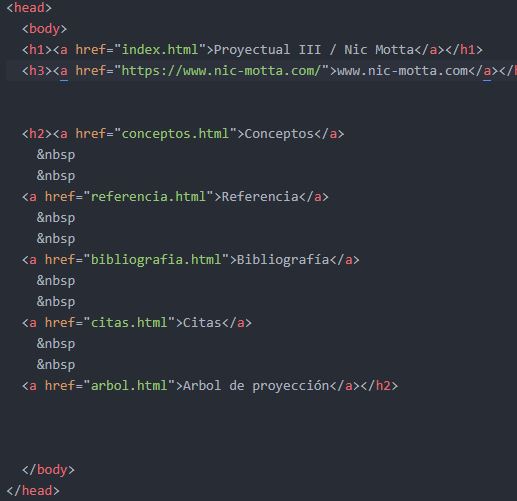 <head>
<body>
<h1><a href="index.html">Proyectual III / Nic Motta</a></h1>
<h3><a href="https://www.nic-motta.com/">www.nic-motta.com</a></h
<h2><a href="conceptos.html">Conceptos</a>
&nbsp
&nbsp
<a href="referencia.html">Referencia</a>
&nbsp
&nbsp
<a href="bibliografia.html">Bibliografía</a>
&nbsp
&nbsp
<a href="citas.html">Citas</a>
&nbsp
&nbsp
<a href="arbol.html">Arbol de proyección</a></h2>
</body>
</head>